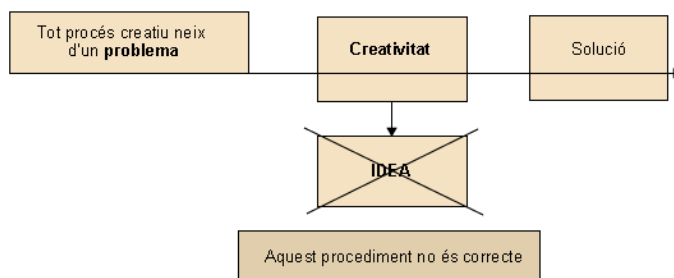 Tot procés creatiu neix
d'un problema
Creativitat
Solució
IDEA
Aquest procediment no és correcte